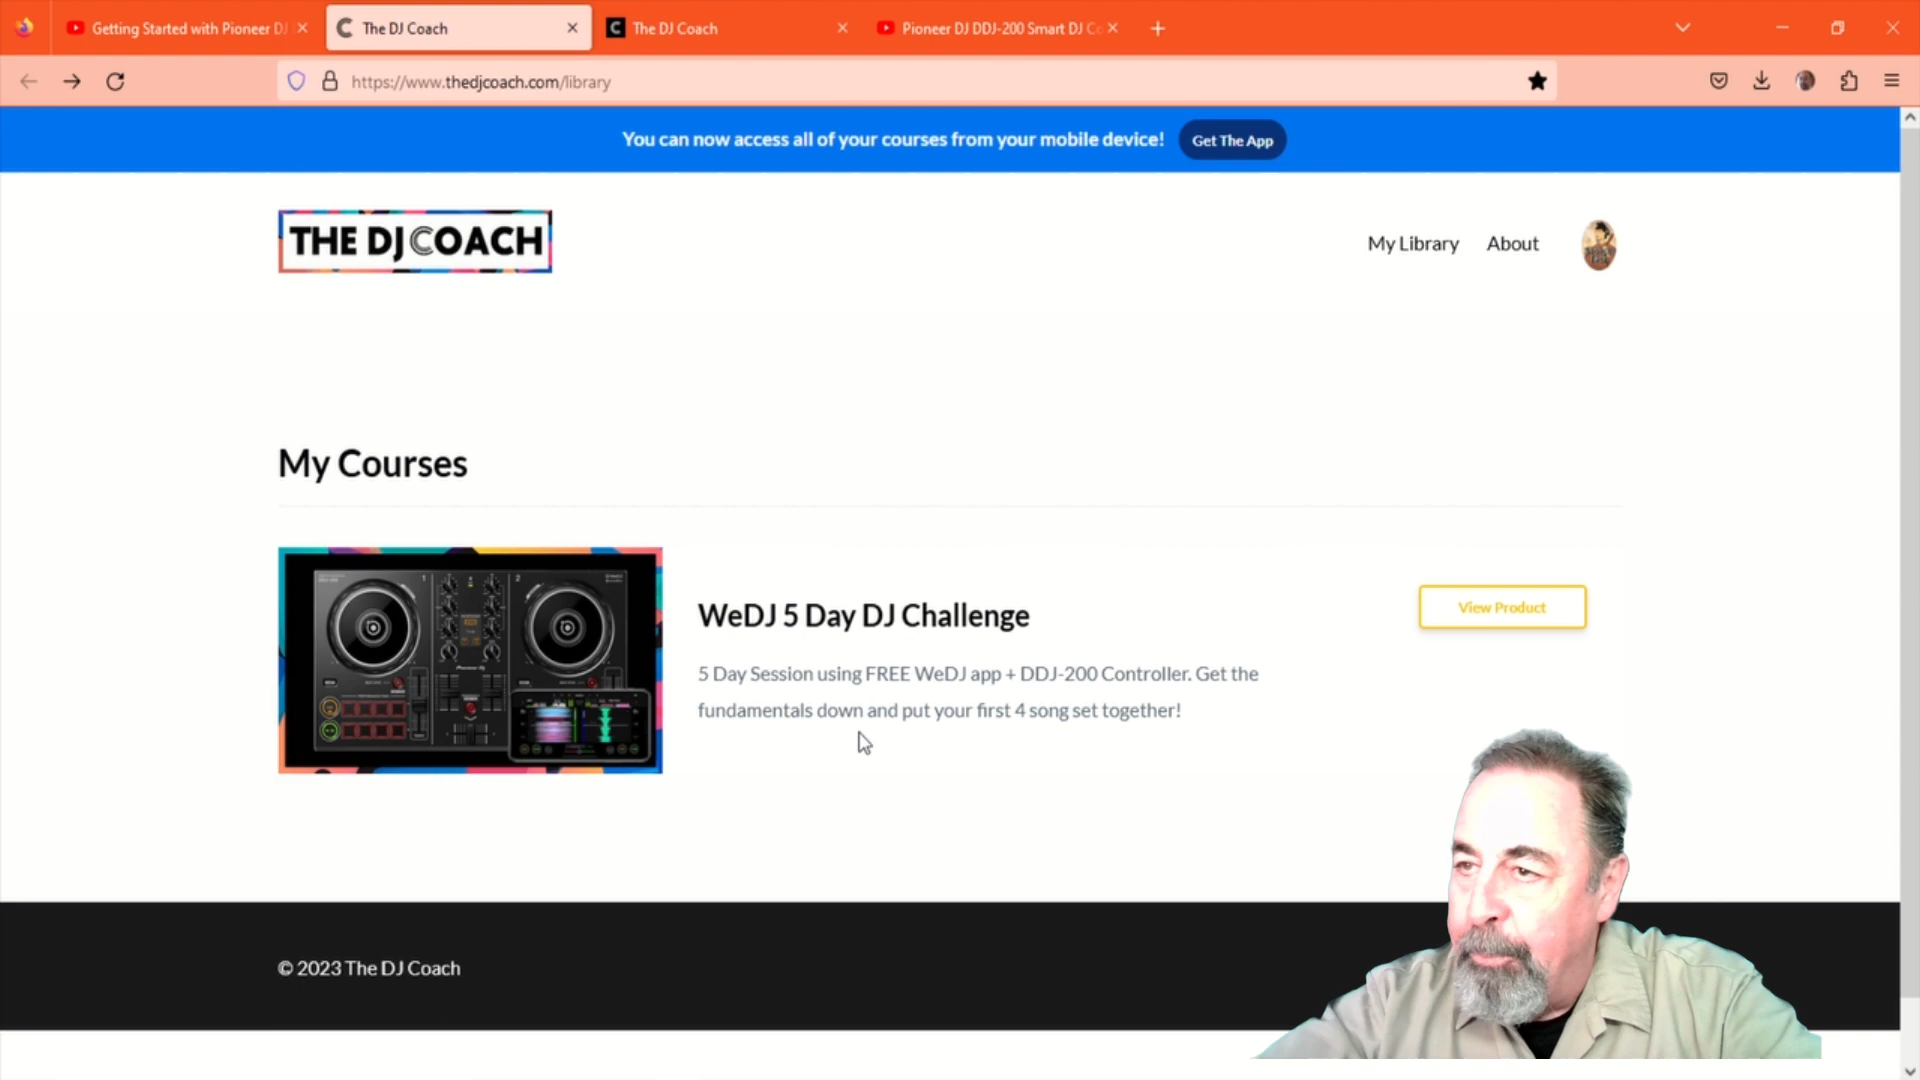 Getting Started with Pioneer DJ
The DJ Coach
The DJ Coach
Pioneer DJ DDJ-200 Smart DJ Co
https://www.thedjcoach.com/library
You can now access all of your courses from your mobile device!
Get The App
THE DJ COACH
My Library
About
My Courses
WeDJ 5 Day DJ Challenge
View Product
5 Day Session using FREE WeDJ app + DDJ-200 Controller. Get the
fundamentals down and put your first 4 song set together!
© 2023 The DJ Coach